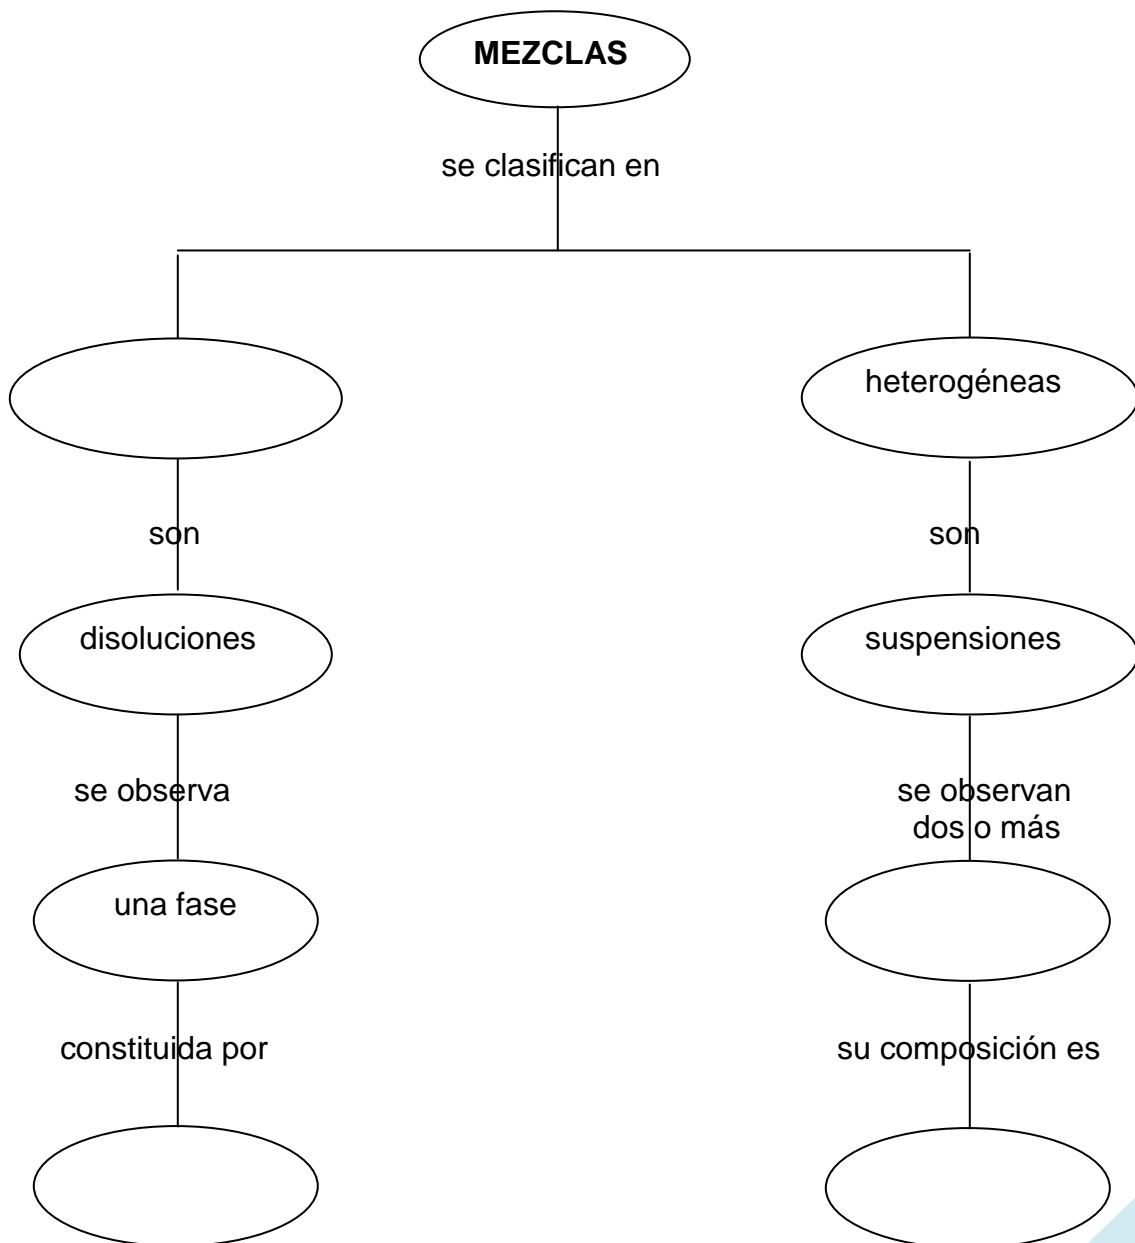 MEZCLAS
se clasifican en
heterogéneas
son
son
disoluciones
suspensiones
se observa
se observan
dos o más
una fase
constituida por
su composición es